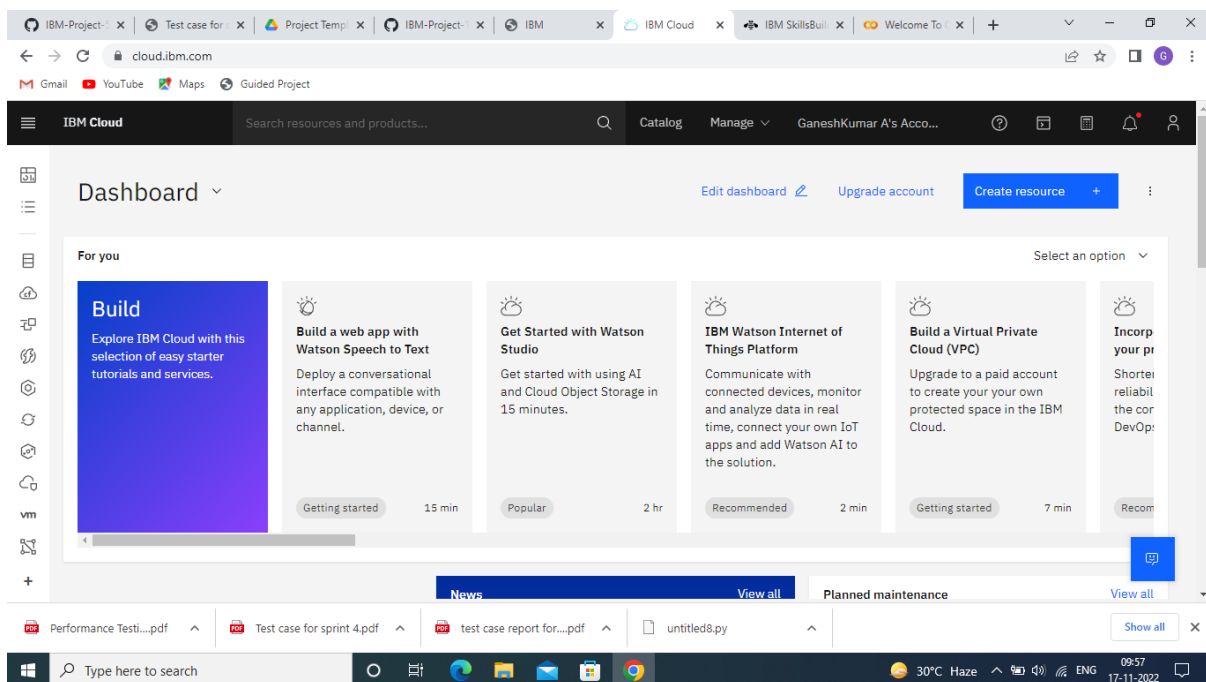 IBM-Project-5
Test case for
Project Templ
IBM-Project-1
IBM
IBM Cloud
IBM SkillsBuil
Welcome To C
cloud.ibm.com
G
Gmail
YouTube
Maps
Guided Project
IBM Cloud
Search resources and products...
Catalog
Manage
GaneshKumar A's Acco...
Dashboard
Edit dashboard
Upgrade account
Create resource +
For you
Select an option
Build
Explore IBM Cloud with this
selection of easy starter
tutorials and services.
Build a web app with
Watson Speech to Text
Deploy a conversational
interface compatible with
any application, device, or
channel.
Getting started
15 min
Get Started with Watson
Studio
Get started with using AI
and Cloud Object Storage in
15 minutes.
Popular
2 hr
IBM Watson Internet of
Things Platform
Communicate with
connected devices, monitor
and analyze data in real
time, connect your own IoT
apps and add Watson AI to
the solution.
Recommended
2 min
Build a Virtual Private
Cloud (VPC)
Upgrade to a paid account
to create your your own
protected space in the IBM
Cloud.
Getting started
7 min
Incorp
your pr
Shorter
reliabil
the cor
DevOps
Recom
vm
News
View all
Planned maintenance
View all
Performance Testi....pdf
Test case for sprint 4.pdf
test case report for....pdf
untitled8.py
Show all
Type here to search
30°C Haze
ENG
09:57
17-11-2022